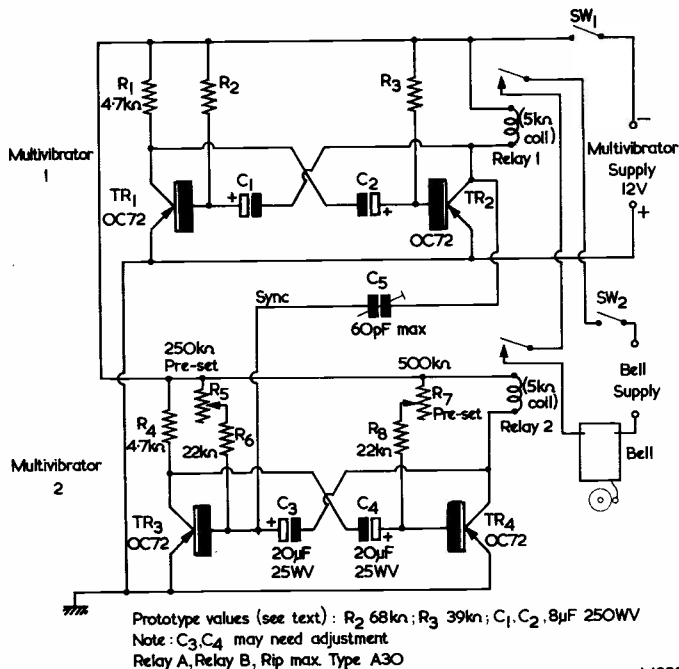 SW1
R1
4·7kΩ
R2
R3
(5kΩ
coil)
Relay 1
Multivibrator
1
−
Multivibrator
Supply
12V
+
TR1
OC72
+
C1
C2
+
TR2
OC72
Sync
C5
60pF max
SW2
250kΩ
Pre-set
R5
500kΩ
R7
Pre-set
(5kΩ
coil)
Relay 2
Bell
Supply
R4
4·7kΩ
R6
22kΩ
R8
22kΩ
Bell
Multivibrator
2
TR3
OC72
+
C3
20µF
25WV
C4
+
20µF
25WV
TR4
OC72
Prototype values (see text) : R2 68kΩ; R3 39kΩ; C1, C2, 8µF 250WV
Note : C3,C4 may need adjustment
Relay A, Relay B, Rip max. Type A30